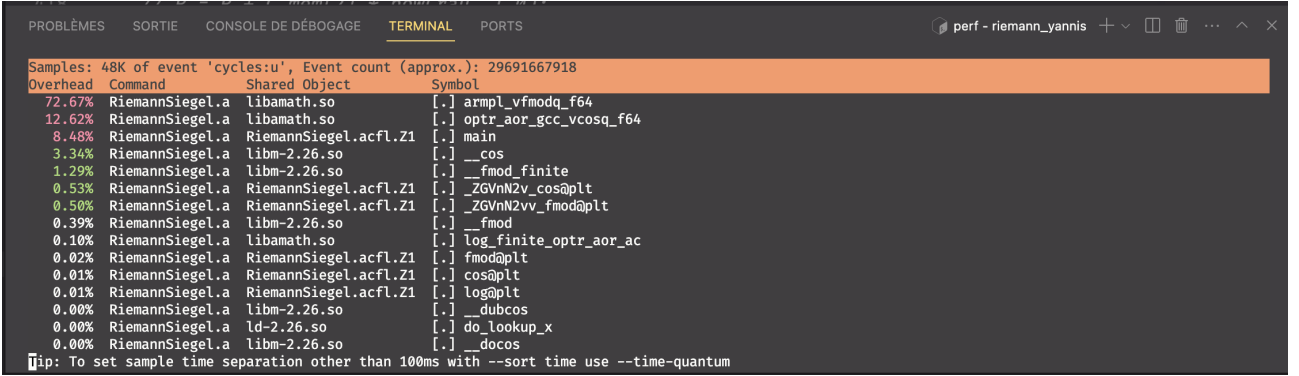 PROBLÈMES SORTIE CONSOLE DE DÉBOGAGE TERMINAL PORTS perf - riemann_yannis
Samples: 48K of event 'cycles:u', Event count (approx.): 29691667918
Overhead Command Shared Object Symbol
72.67% RiemannSiegel.a libamath.so [.] armpl_vfmodq_f64
12.62% RiemannSiegel.a libamath.so [.] optr_aor_gcc_vcosq_f64
8.48% RiemannSiegel.a RiemannSiegel.acfl.Z1 [.] main
3.34% RiemannSiegel.a libm-2.26.so [.] __cos
1.29% RiemannSiegel.a libm-2.26.so [.] __fmod_finite
0.53% RiemannSiegel.a RiemannSiegel.acfl.Z1 [.] _ZGVnN2v_cos@plt
0.50% RiemannSiegel.a RiemannSiegel.acfl.Z1 [.] _ZGVnN2vv_fmod@plt
0.39% RiemannSiegel.a libm-2.26.so [.] __fmod
0.10% RiemannSiegel.a libamath.so [.] log_finite_optr_aor_ac
0.02% RiemannSiegel.a RiemannSiegel.acfl.Z1 [.] fmod@plt
0.01% RiemannSiegel.a RiemannSiegel.acfl.Z1 [.] cos@plt
0.01% RiemannSiegel.a RiemannSiegel.acfl.Z1 [.] log@plt
0.00% RiemannSiegel.a libm-2.26.so [.] __dubcos
0.00% RiemannSiegel.a ld-2.26.so [.] do_lookup_x
0.00% RiemannSiegel.a libm-2.26.so [.] __docos
Tip: To set sample time separation other than 100ms with --sort time use --time-quantum